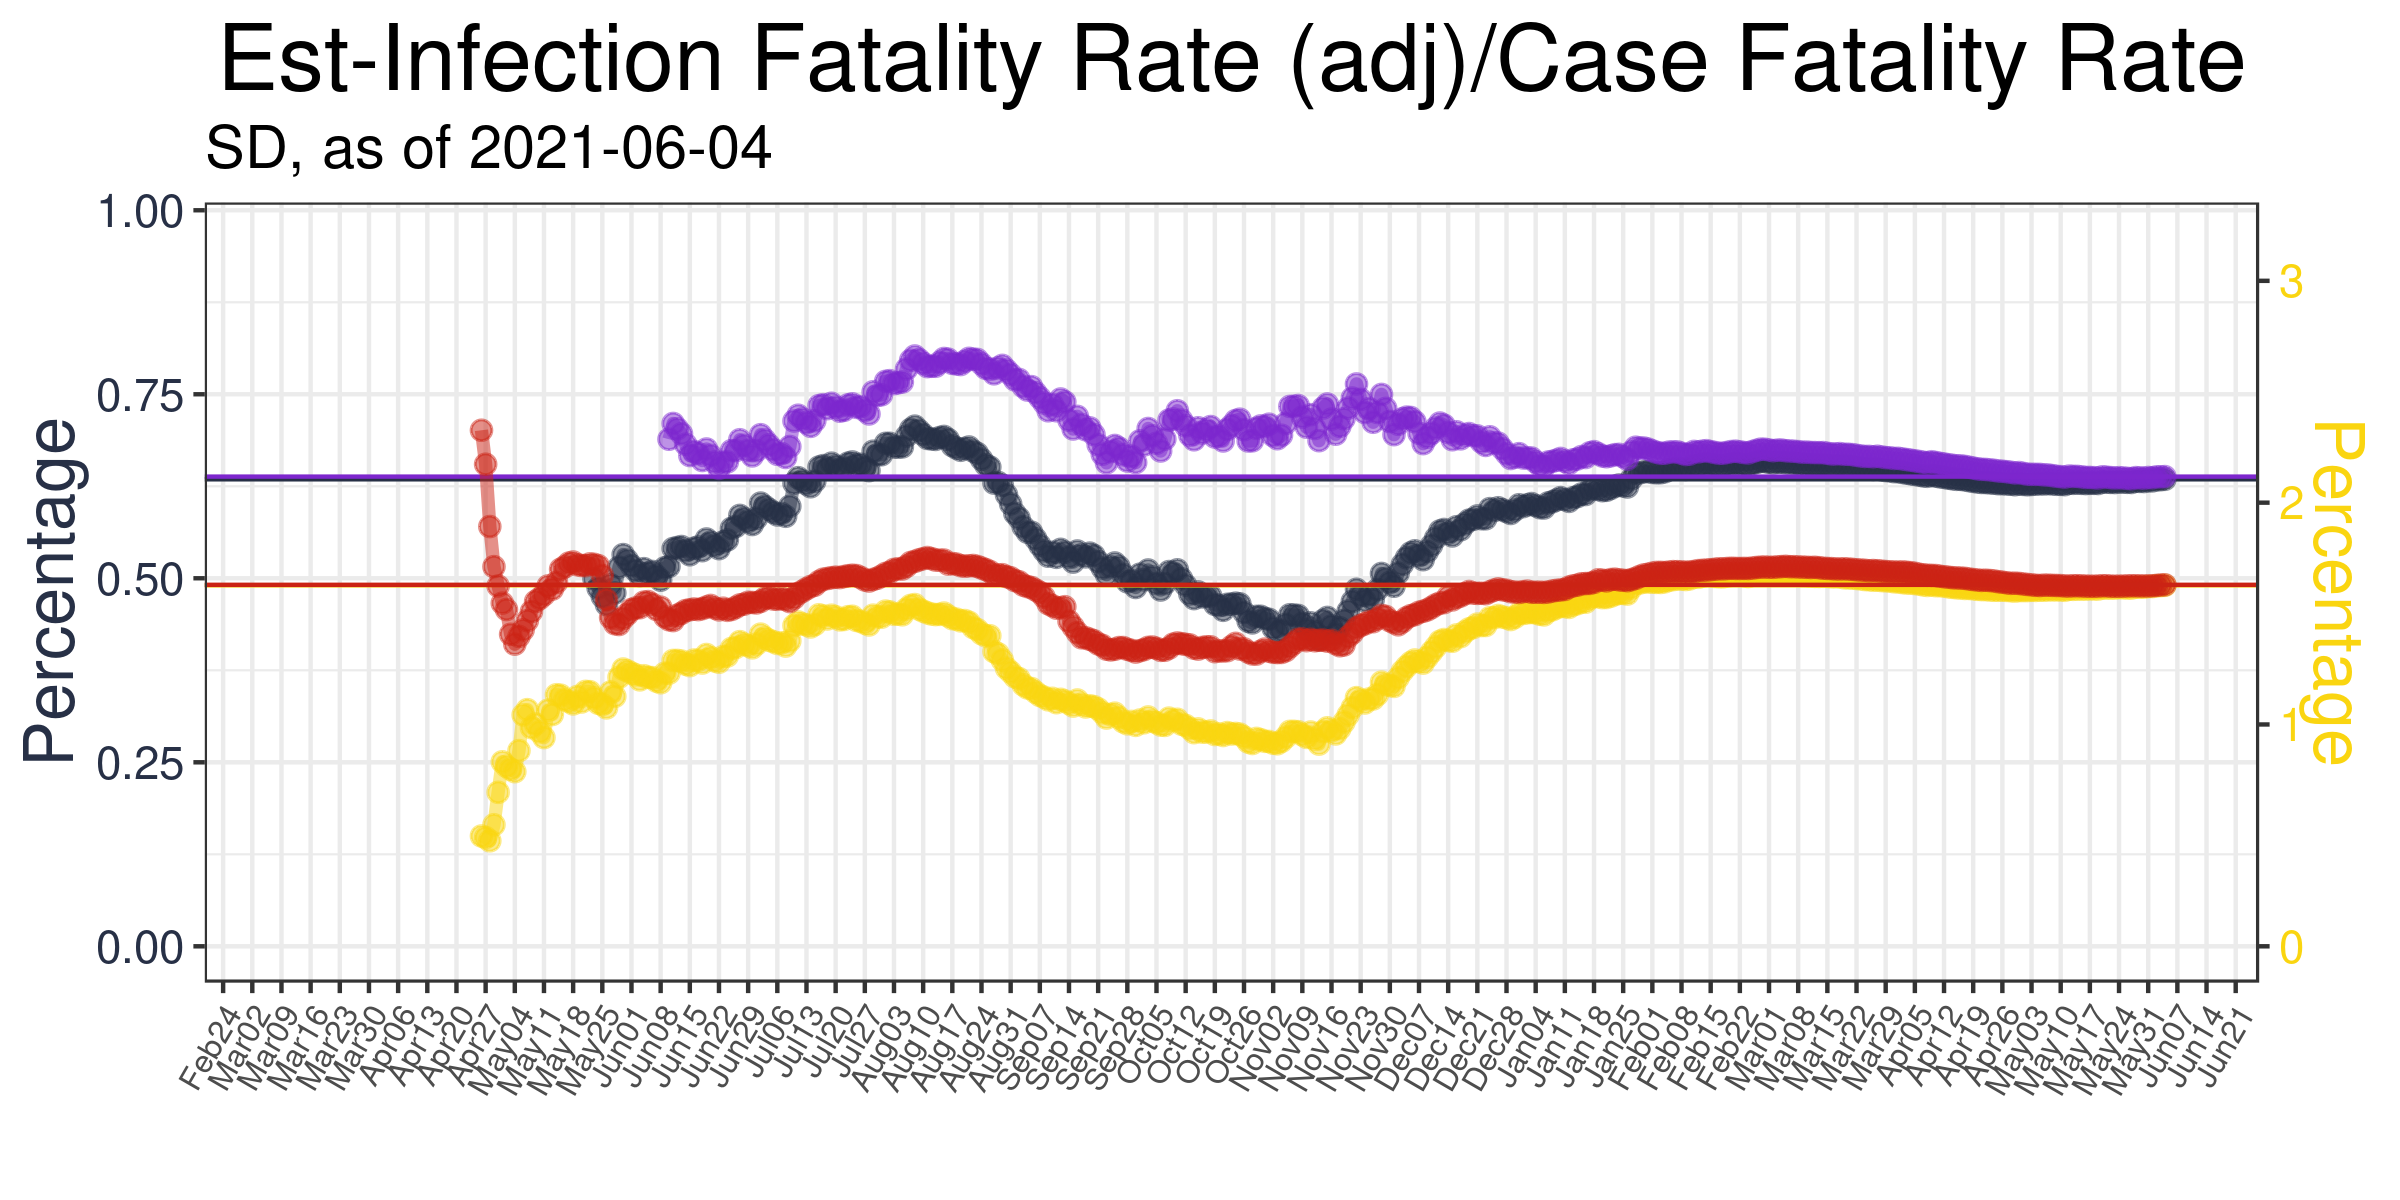 Est-Infection Fatality Rate (adj)/Case Fatality Rate
SD, as of 2021-06-04
Percentage
1.00
0.75
0.50
0.25
0.00
3
2
1
0
Percentage
Feb24
Mar02
Mar09
Mar16
Mar23
Mar30
Apr06
Apr13
Apr20
Apr27
May04
May11
May18
May25
Jun01
Jun08
Jun15
Jun22
Jun29
Jul06
Jul13
Jul20
Jul27
Aug03
Aug10
Aug17
Aug24
Aug31
Sep07
Sep14
Sep21
Sep28
Oct05
Oct12
Oct19
Oct26
Nov02
Nov09
Nov16
Nov23
Nov30
Dec07
Dec14
Dec21
Dec28
Jan04
Jan11
Jan18
Jan25
Feb01
Feb08
Feb15
Feb22
Mar01
Mar08
Mar15
Mar22
Mar29
Apr05
Apr12
Apr19
Apr26
May03
May10
May17
May24
May31
Jun07
Jun14
Jun21